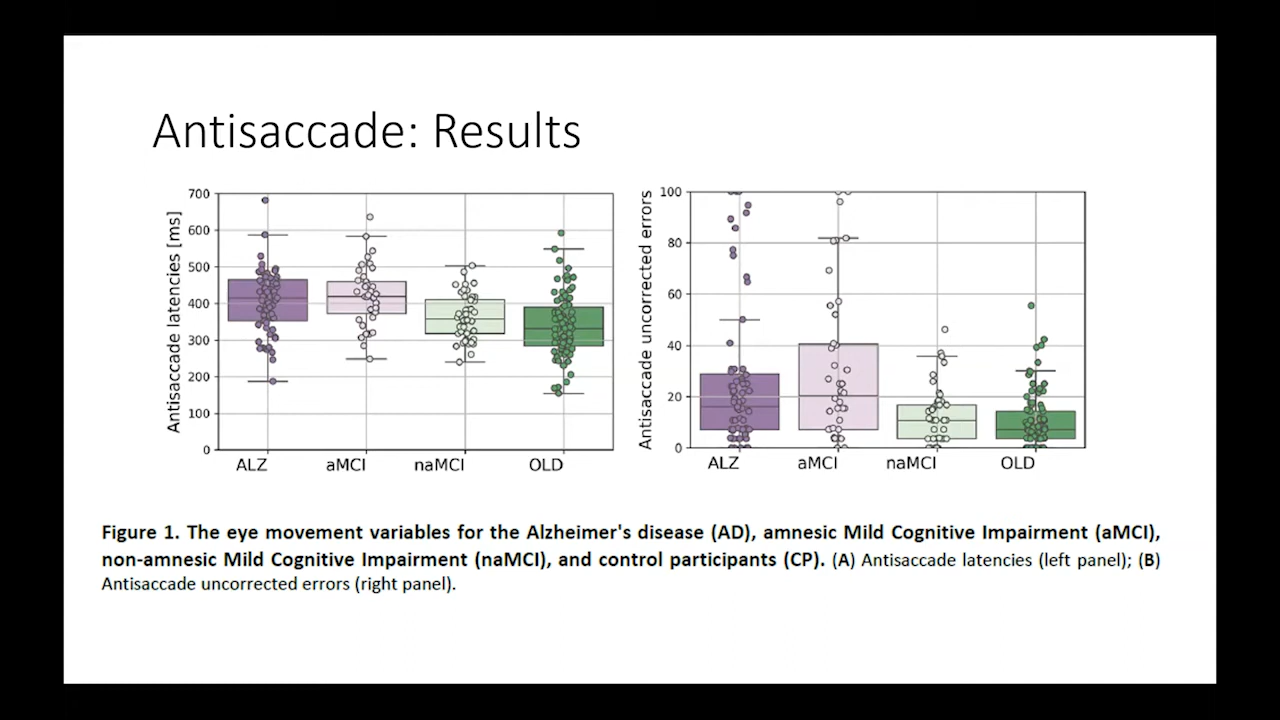 Antisaccade: Results
Antisaccade latencies [ms]
700
600
500
400
300
200
100
0
ALZ aMCI naMCI OLD
Antisaccade uncorrected errors
100
80
60
40
20
0
ALZ aMCI naMCI OLD
Figure 1. The eye movement variables for the Alzheimer's disease (AD), amnesic Mild Cognitive Impairment (aMCI),
non-amnesic Mild Cognitive Impairment (naMCI), and control participants (CP). (A) Antisaccade latencies (left panel); (B)
Antisaccade uncorrected errors (right panel).